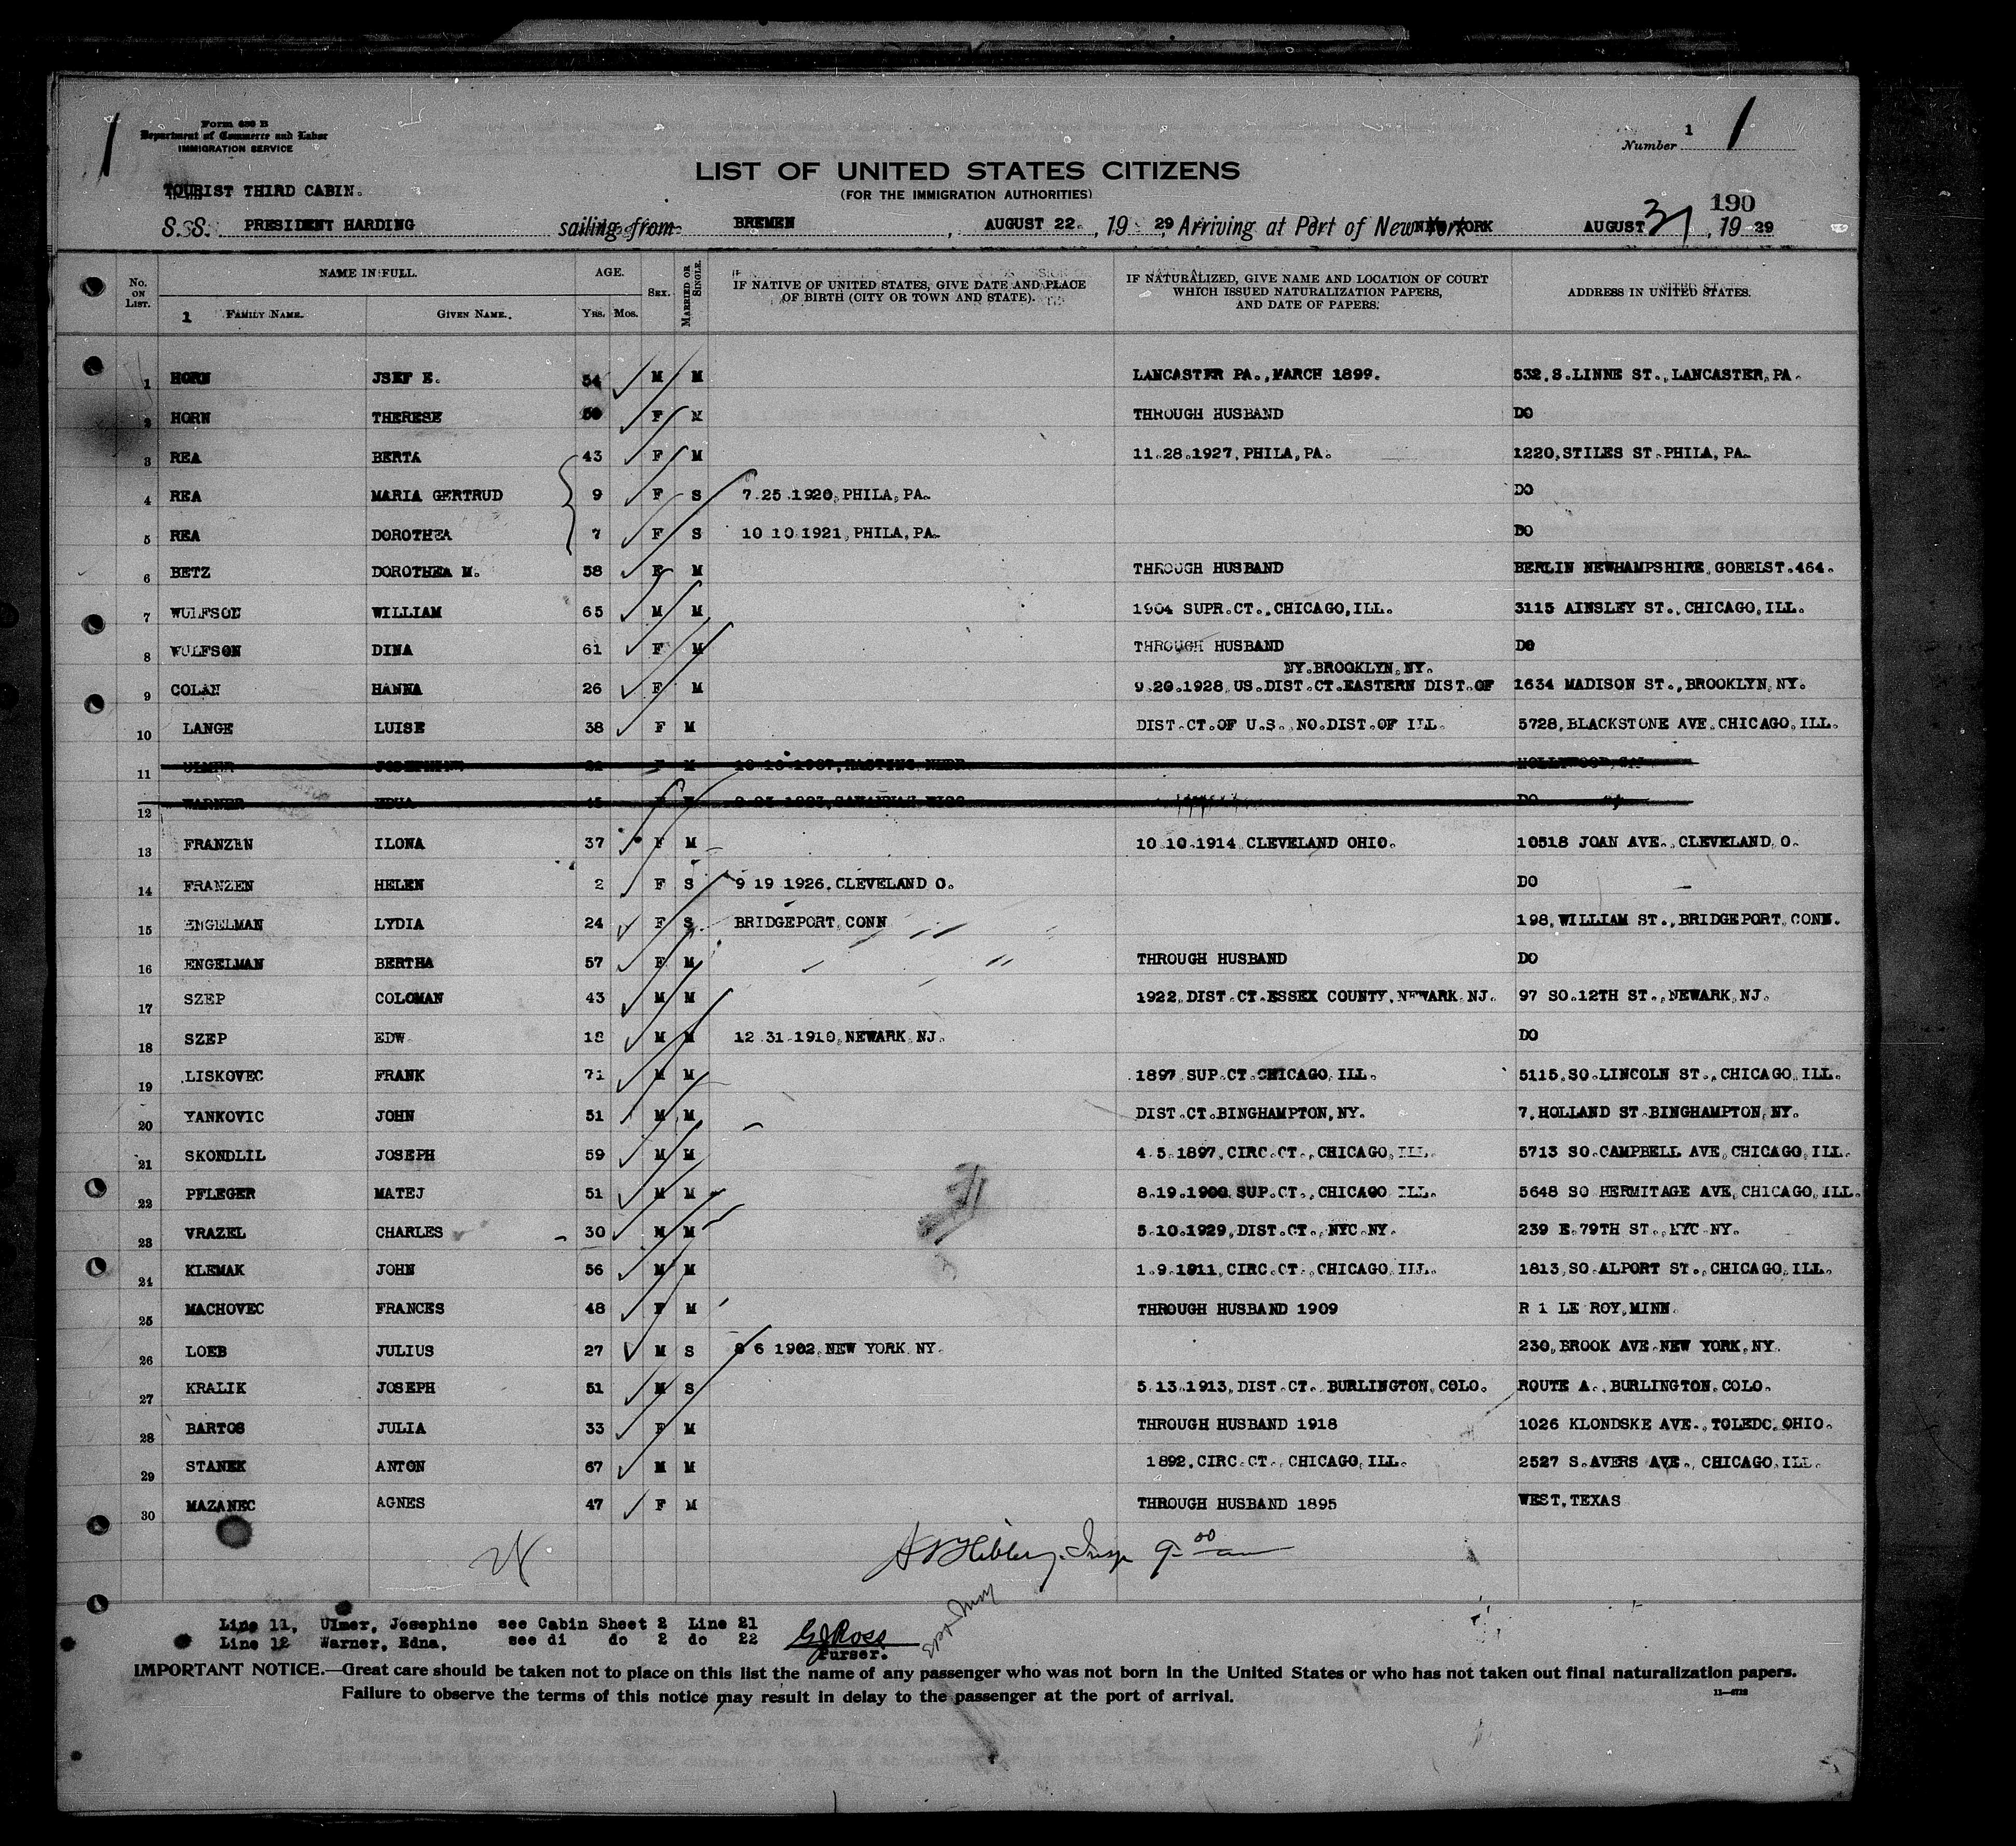 Form 630 B
Department of Commerce and Labor
IMMIGRATION SERVICE
1
Number 1 1
LIST OF UNITED STATES CITIZENS
(FOR THE IMMIGRATION AUTHORITIES)
TOURIST THIRD CABIN.
190
S.S. PRESIDENT HARDING sailing from BREMEN, AUGUST 22., 19 29, Arriving at Port of New York NEW YORK AUGUST 31, 19 29
No. ON LIST. NAME IN FULL. AGE. SEX. MARRIED OR SINGLE. IF NATIVE OF UNITED STATES, GIVE DATE AND PLACE OF BIRTH (CITY OR TOWN AND STATE). IF NATURALIZED, GIVE NAME AND LOCATION OF COURT WHICH ISSUED NATURALIZATION PAPERS, AND DATE OF PAPERS. ADDRESS IN UNITED STATES.
1 FAMILY NAME. GIVEN NAME. YRS. MOS.
1 HORN JSEF E. 54 M M LANCASTER PA., MARCH 1899. 532,S.LINNE ST., LANCASTER,PA.
2 HORN THERESE 50 F M THROUGH HUSBAND DO
3 REA BERTA 43 F M 11.28.1927, PHILA, PA. 1220,STILES ST.PHILA, PA.
4 REA MARIA GERTRUD 9 F S 7.25.1920, PHILA, PA. DO
5 REA DOROTHEA 7 F S 10 10 1921, PHILA, PA. DO
6 BETZ DOROTHEA M. 58 F M THROUGH HUSBAND BERLIN NEWHAMPSHIRE, GOBELST.464.
7 WULFSON WILLIAM 65 M M 1904 SUPR.CT., CHICAGO, ILL. 3115 AINSLEY ST., CHICAGO, ILL.
8 WULFSON DINA 61 F M THROUGH HUSBAND DO
NY.BROOKLYN, NY.
9 COLAN HANNA 26 F M 9.20.1928, US.DIST.CT.EASTERN DIST.OF 1634 MADISON ST., BROOKLYN, NY.
10 LANGE LUISE 38 F M DIST.CT.OF U.S. NO.DIST.OF ILL. 5728, BLACKSTONE AVE.CHICAGO, ILL.
11 ULMER JOSEPHINE F M HOLLYWOOD
12 WARNER EDNA DO
13 FRANZEN ILONA 37 F M 10 10.1914 CLEVELAND OHIO. 10518 JOAN AVE., CLEVELAND O.
14 FRANZEN HELEN 2 F S 9 19 1926, CLEVELAND O. DO
15 ENGELMAN LYDIA 24 F S. BRIDGEPORT, CONN 198, WILLIAM ST., BRIDGEPORT, CONN.
16 ENGELMAN BERTHA 57 F M THROUGH HUSBAND DO
17 SZEP COLOMAN 43 M M 1922, DIST.CT.ESSEX COUNTY, NEWARK NJ. 97 SO.12TH ST., NEWARK, NJ.
18 SZEP EDW. 18 M M 12 31.1910, NEWARK NJ. DO
19 LISKOVEC FRANK 71 M M 1897 SUP.CT.CHICAGO, ILL. 5115, SO.LINCOLN ST., CHICAGO ILL.
20 YANKOVIC JOHN 51 M M DIST.CT.BINGHAMPTON, NY. 7, HOLLAND ST.BINGHAMPTON, NY.
21 SKONDLIL JOSEPH 59 M M 4.5.1897, CIRC.CT., CHICAGO, ILL. 5713 SO.CAMPBELL AVE, CHICAGO, ILL.
22 PFLEGER MATEJ 51 M M 8.19.1900 SUP.CT., CHICAGO ILL. 5648 SO HERMITAGE AVE, CHICAGO, ILL.
23 VRAZEL CHARLES 30 M M 5.10.1929, DIST.CT., NYC NY. 239 E.79TH ST., NYC NY.
24 KLEMAK JOHN 56 M M 1.9.1911, CIRC.CT. CHICAGO ILL. 1813, SO ALPORT ST., CHICAGO, ILL.
25 MACHOVEC FRANCES 48 F M THROUGH HUSBAND 1909 R 1 LE ROY, MINN.
26 LOEB JULIUS 27 M S 6 1902, NEW YORK NY. 230, BROOK AVE.NEW YORK, NY.
27 KRALIK JOSEPH 51 M S 5.13.1913, DIST.CT. BURLINGTON, COLO. ROUTE A., BURLINGTON.COLO.
28 BARTOS JULIA 33 F M THROUGH HUSBAND 1918 1026 KLONDSKE AVE., TOLEDO, OHIO.
29 STANEK ANTON 67 M M 1892, CIRC.CT., CHICAGO, ILL. 2527 S.AVERS AVE., CHICAGO ILL.
30 MAZANEC AGNES 47 F M THROUGH HUSBAND 1895 WEST, TEXAS
Insp 9 00 am
Line 11, Ulmer, Josephine see Cabin Sheet 2 Line 21
Line 12 Warner, Edna, see di do 2 do 22
G J Ross
Purser.
IMPORTANT NOTICE.—Great care should be taken not to place on this list the name of any passenger who was not born in the United States or who has not taken out final naturalization papers.
Failure to observe the terms of this notice may result in delay to the passenger at the port of arrival.